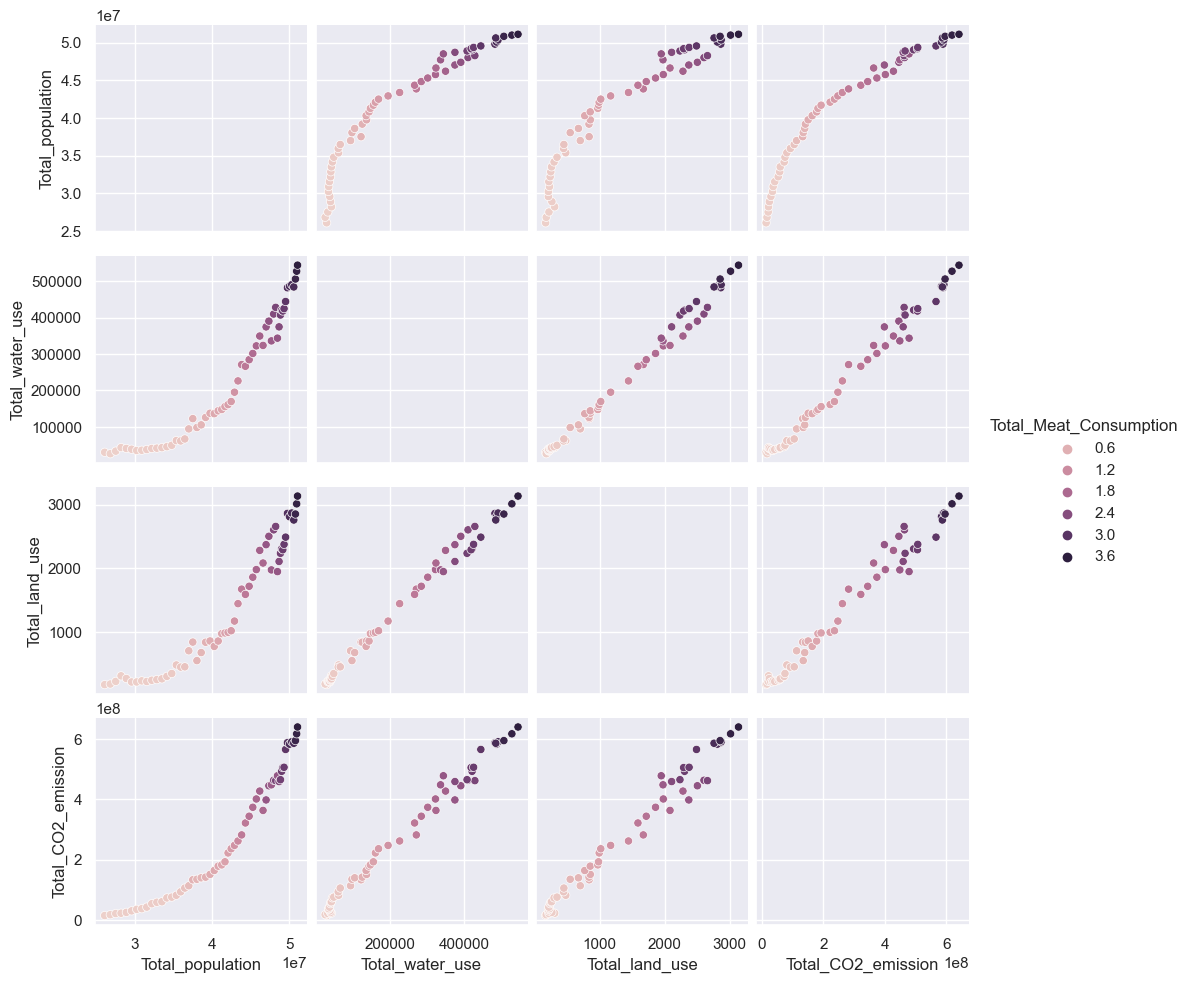 1e7
5.0
4.5
4.0
3.5
3.0
2.5
Total_population
500000
400000
300000
200000
100000
Total_water_use
Total_Meat_Consumption
0.6
1.2
1.8
2.4
3.0
3.6
3000
2000
1000
Total_land_use
1e8
6
4
2
0
Total_CO2_emission
3 4 5
1e7
Total_population
200000 400000
Total_water_use
1000 2000 3000
Total_land_use
0 2 4 6
1e8
Total_CO2_emission